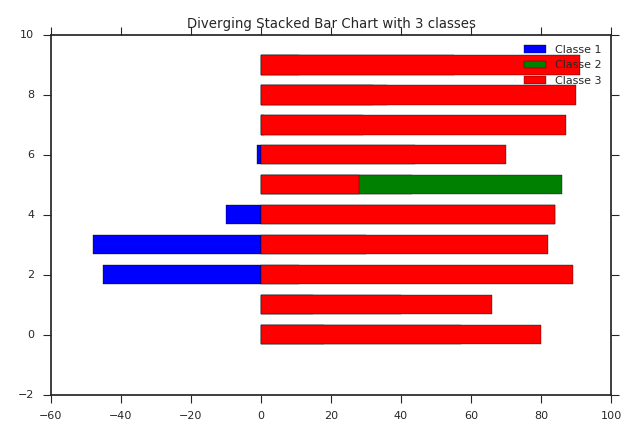 Diverging Stacked Bar Chart with 3 classes
10
8
6
4
2
0
−2
Classe 1
Classe 2
Classe 3
−60 −40 −20 0 20 40 60 80 100